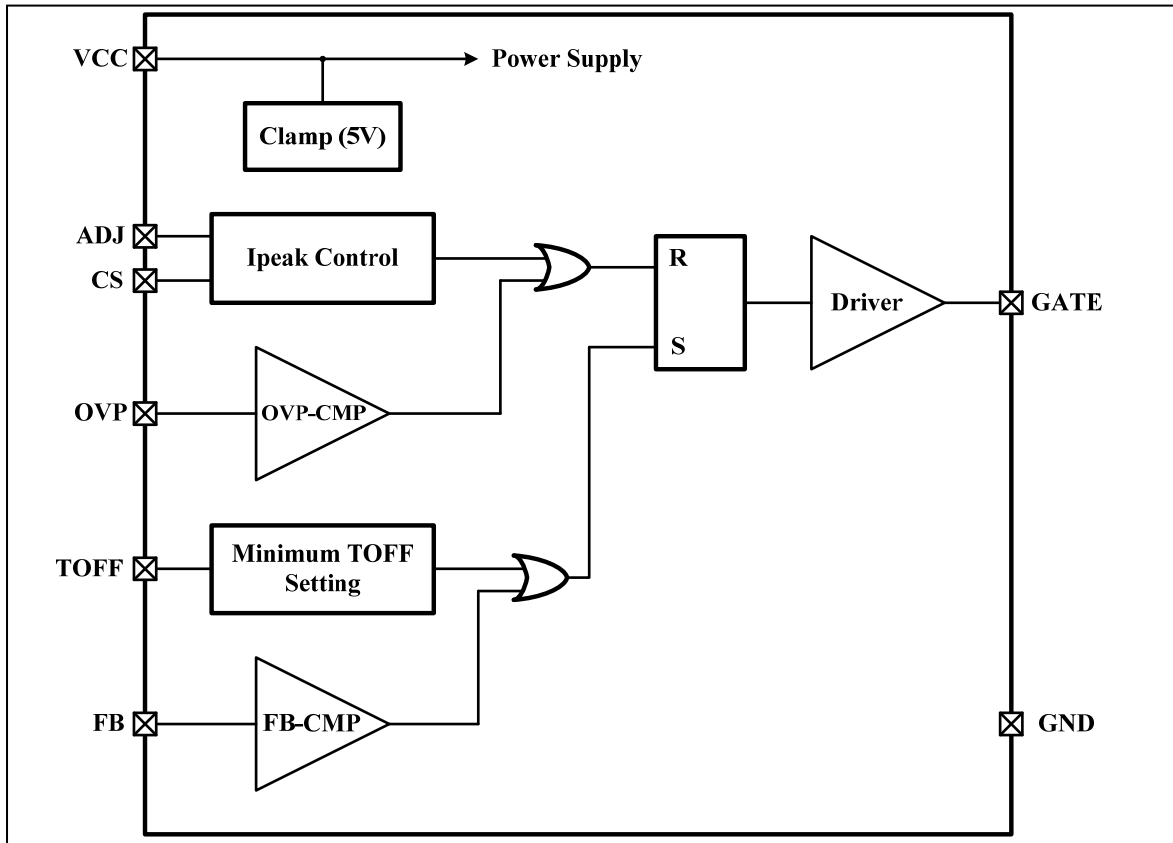 VCC
Power Supply
Clamp (5V)
ADJ
CS
Ipeak Control
R
S
Driver
GATE
OVP
OVP-CMP
TOFF
Minimum TOFF
Setting
FB
FB-CMP
GND